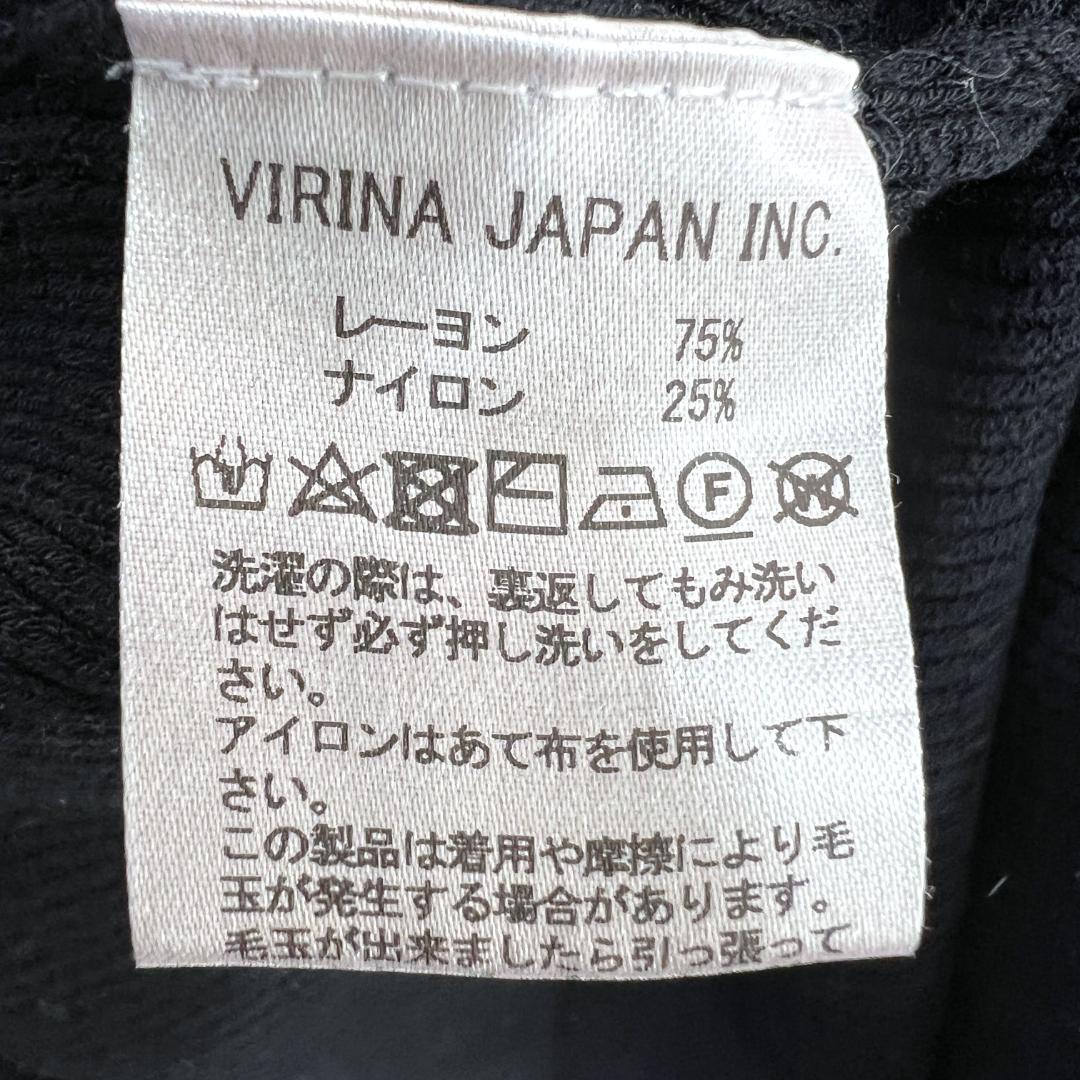 VIRINA JAPAN INC.
レーヨン 75%
ナイロン 25%
F
W
洗濯の際は、裏返してもみ洗い
はせず必ず押し洗いをしてくだ
さい。
アイロンはあて布を使用して下
さい。
この製品は着用や摩擦により毛
玉が発生する場合があります。
毛玉が出来ましたら引っ張って